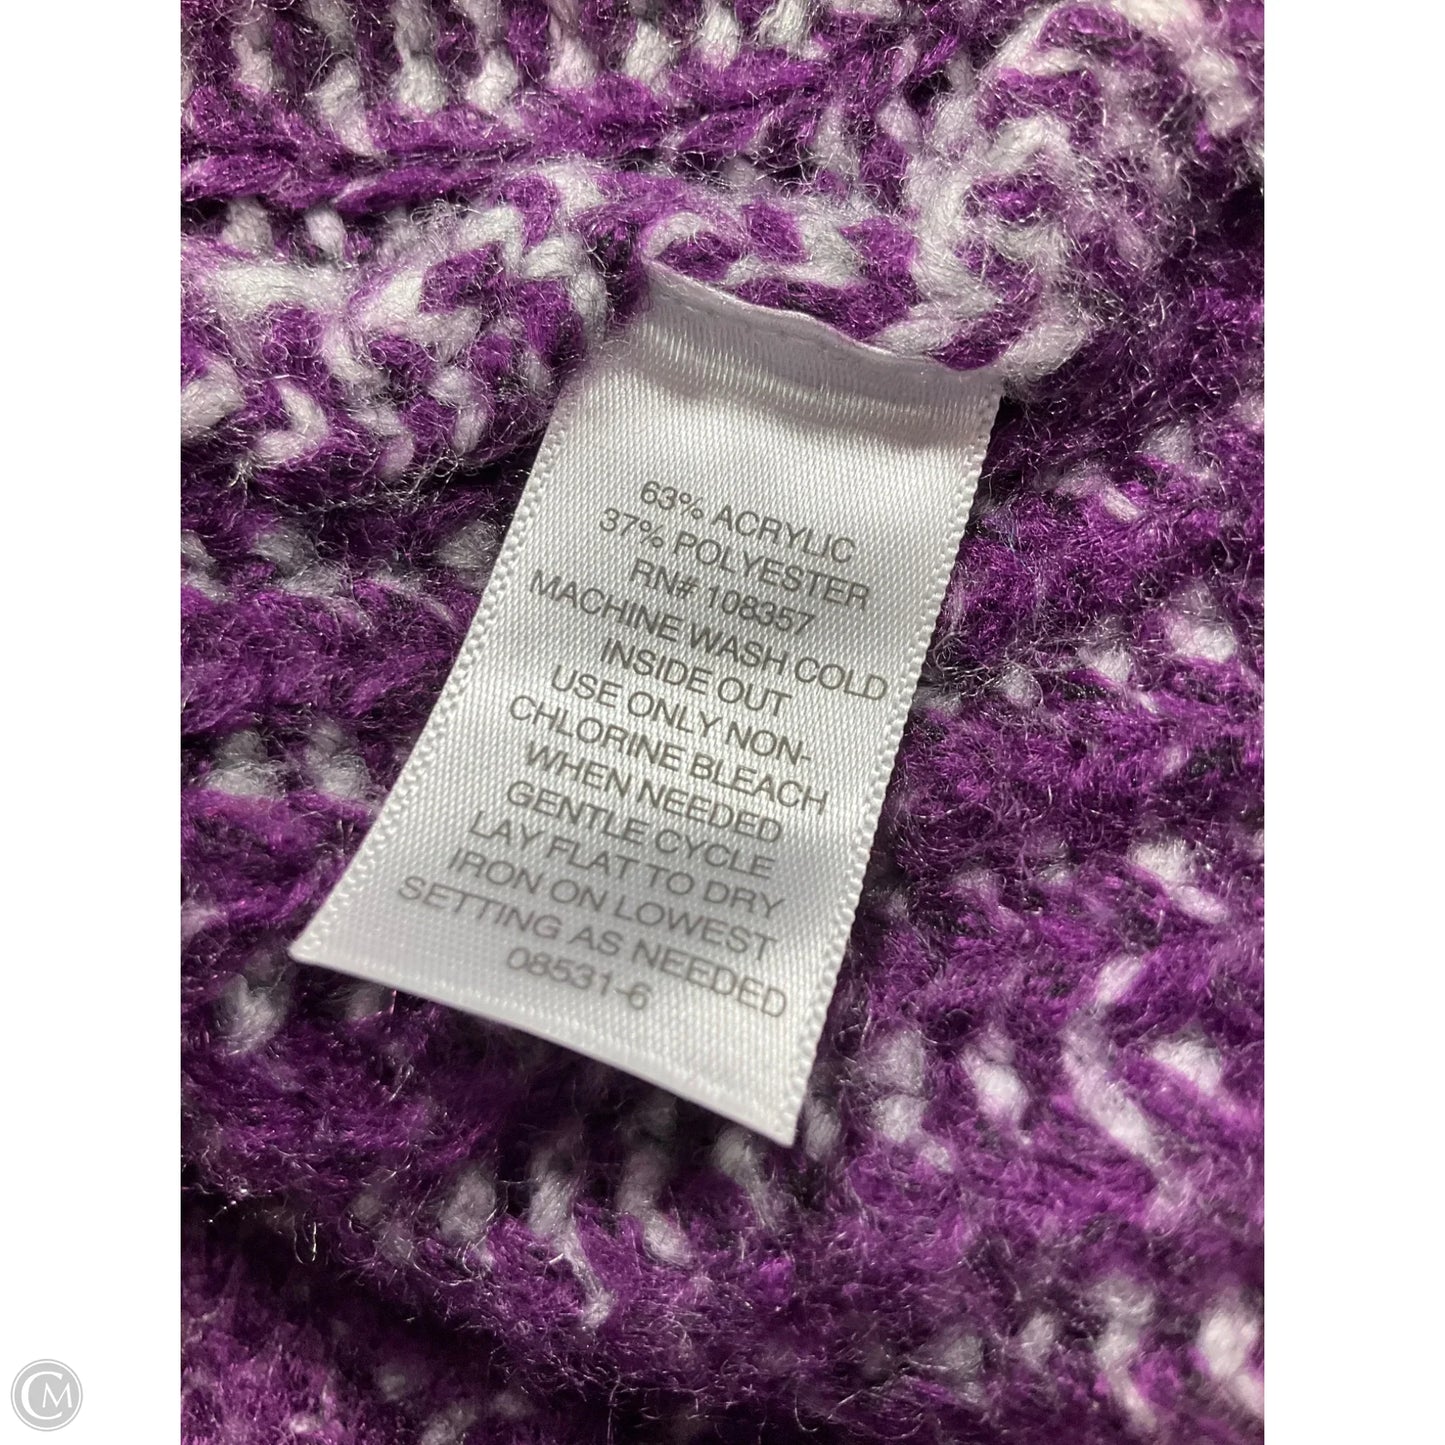 63% ACRYLIC
37% POLYESTER
RN# 108357
MACHINE WASH COLD
INSIDE OUT
USE ONLY NON-
CHLORINE BLEACH
WHEN NEEDED
GENTLE CYCLE
LAY FLAT TO DRY
IRON ON LOWEST
SETTING AS NEEDED
08531-6
CM